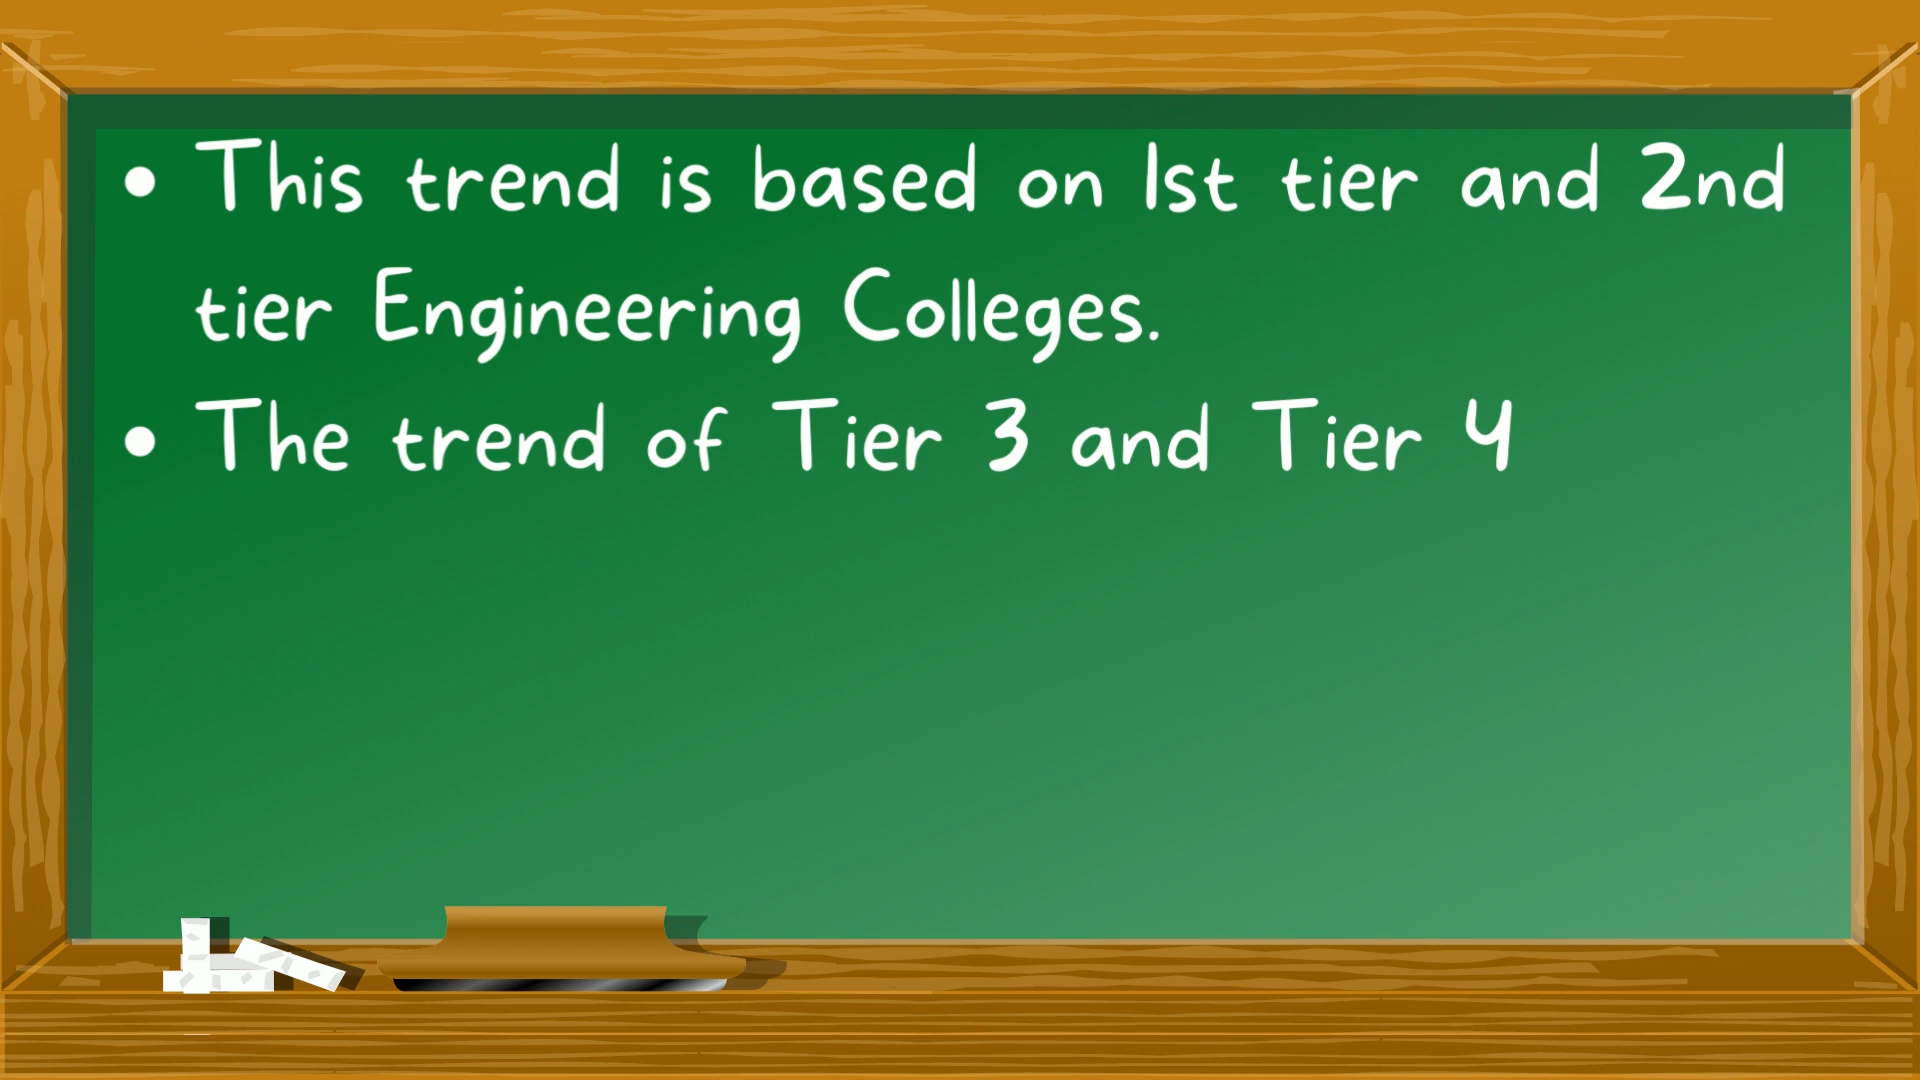 • This trend is based on 1st tier and 2nd
tier Engineering Colleges.
• The trend of Tier 3 and Tier 4